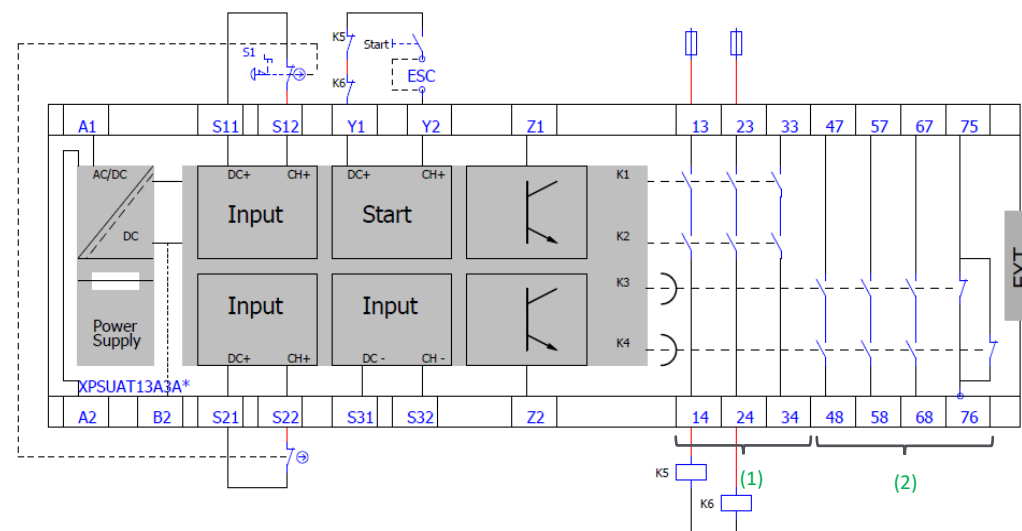 S1
K5
K6
Start
ESC
A1 S11 S12 Y1 Y2 Z1 13 23 33 47 57 67 75
AC/DC
DC
DC+ CH+
Input
DC+ CH+
Start
K1
K2
K3
K4
EXT
Power
Supply
Input
DC+ CH+
Input
DC - CH -
XPSUAT13A3A*
A2 B2 S21 S22 S31 S32 Z2 14 24 34 48 58 68 76
K5
K6
(1)
(2)